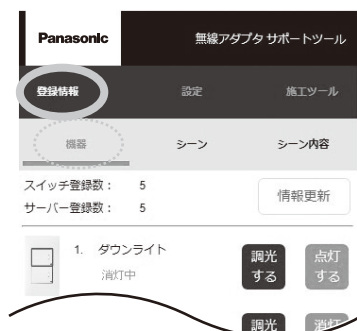 Panasonic 無線アダプタ サポートツール
登録情報 設定 施工ツール
機器 シーン シーン内容
スイッチ登録数： 5
サーバー登録数： 5
情報更新
1. ダウンライト
消灯中
調光する
点灯する
調光
消灯